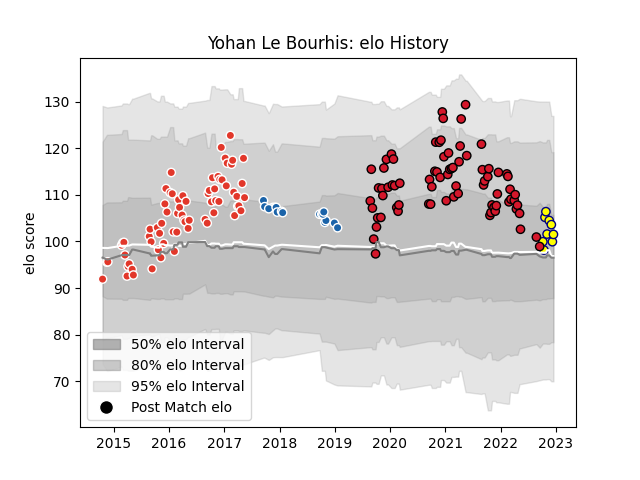 Yohan Le Bourhis: elo History
elo score
130
120
110
100
90
80
70
50% elo Interval
80% elo Interval
95% elo Interval
Post Match elo
2015 2016 2017 2018 2019 2020 2021 2022 2023